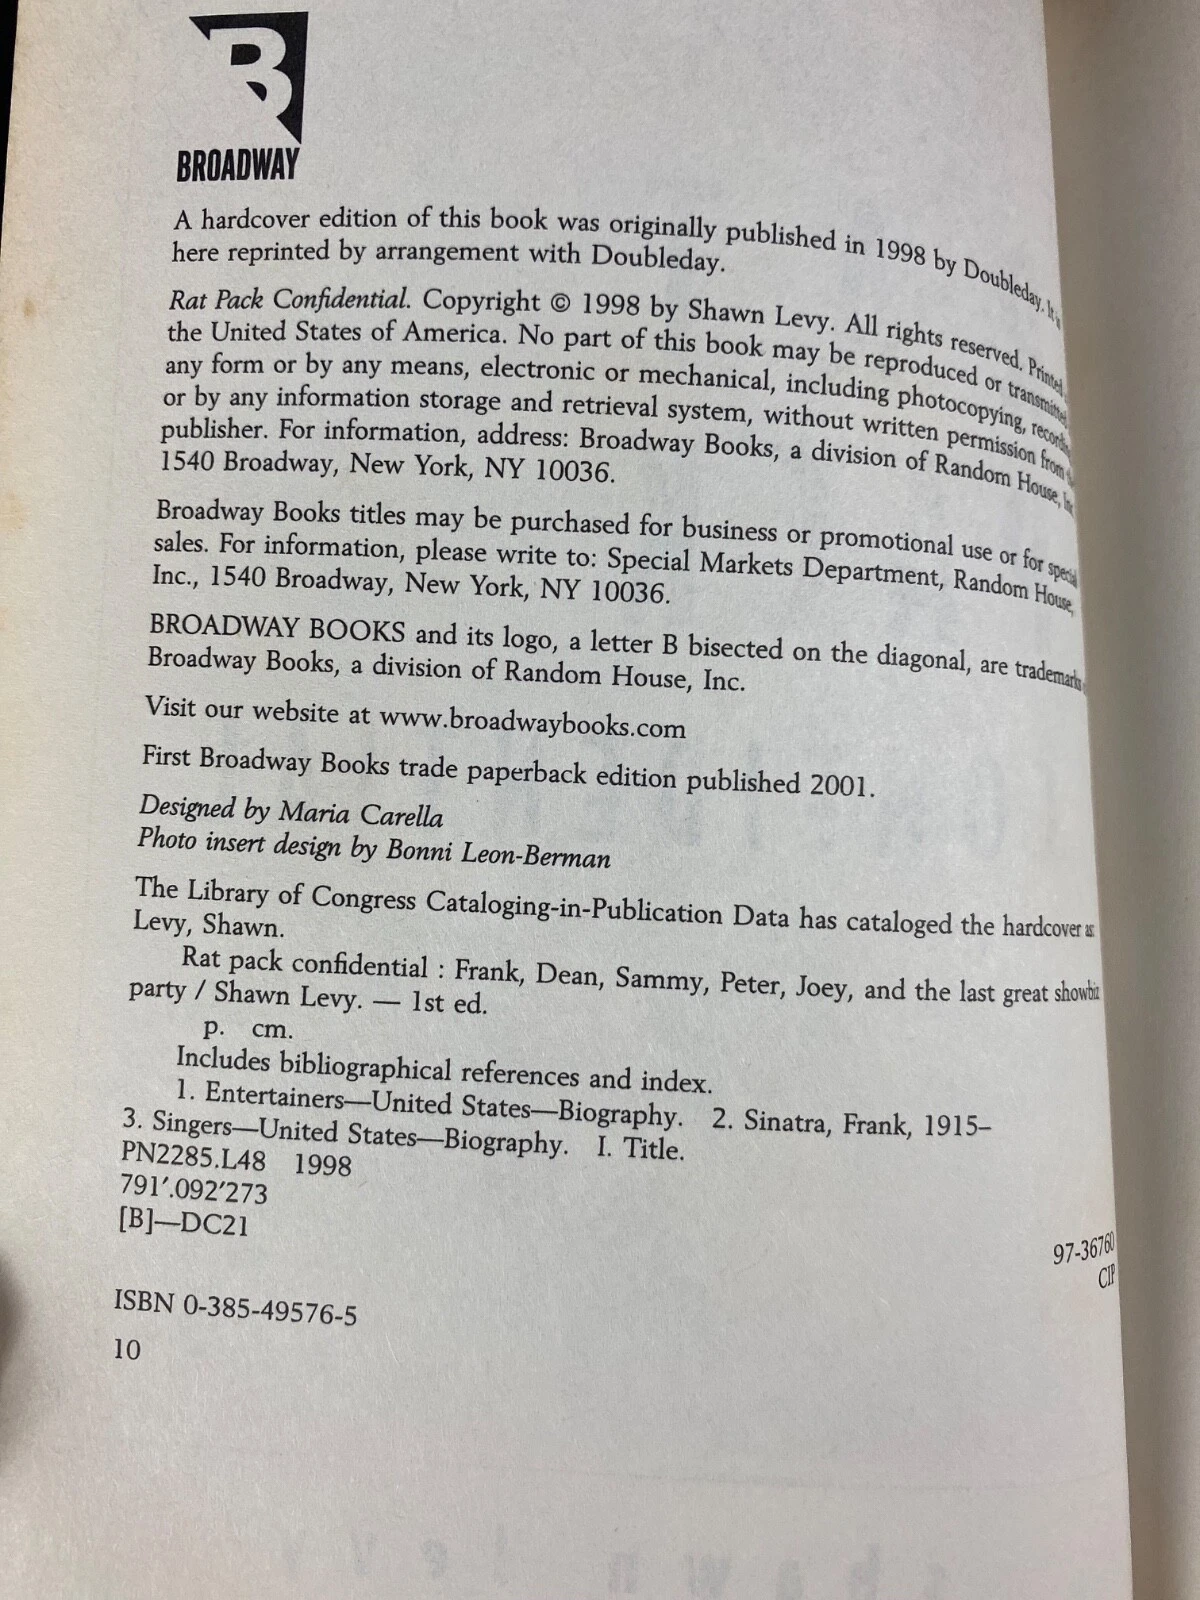 B
BROADWAY
A hardcover edition of this book was originally published in 1998 by Doubleday. It is
here reprinted by arrangement with Doubleday.
Rat Pack Confidential. Copyright © 1998 by Shawn Levy. All rights reserved. Printed
the United States of America. No part of this book may be reproduced or transmitted
any form or by any means, electronic or mechanical, including photocopying,
or by any information storage and retrieval system, without written permission from
publisher. For information, address: Broadway Books, a division of Random House, Inc
1540 Broadway, New York, NY 10036.
Broadway Books titles may be purchased for business or promotional use or for special
sales. For information, please write to: Special Markets Department, Random House,
Inc., 1540 Broadway, New York, NY 10036.
BROADWAY BOOKS and its logo, a letter B bisected on the diagonal, are trademarks
Broadway Books, a division of Random House, Inc.
Visit our website at www.broadwaybooks.com
First Broadway Books trade paperback edition published 2001.
Designed by Maria Carella
Photo insert design by Bonni Leon-Berman
The Library of Congress Cataloging-in-Publication Data has cataloged the hardcover as:
Levy, Shawn.
Rat pack confidential : Frank, Dean, Sammy, Peter, Joey, and the last great showbiz
party / Shawn Levy. — 1st ed.
p. cm.
Includes bibliographical references and index.
1. Entertainers—United States—Biography. 2. Sinatra, Frank, 1915–
3. Singers—United States—Biography. I. Title.
PN2285.L48 1998
791′.092′273
[B]—DC21
97-36760
CIP
ISBN 0-385-49576-5
10